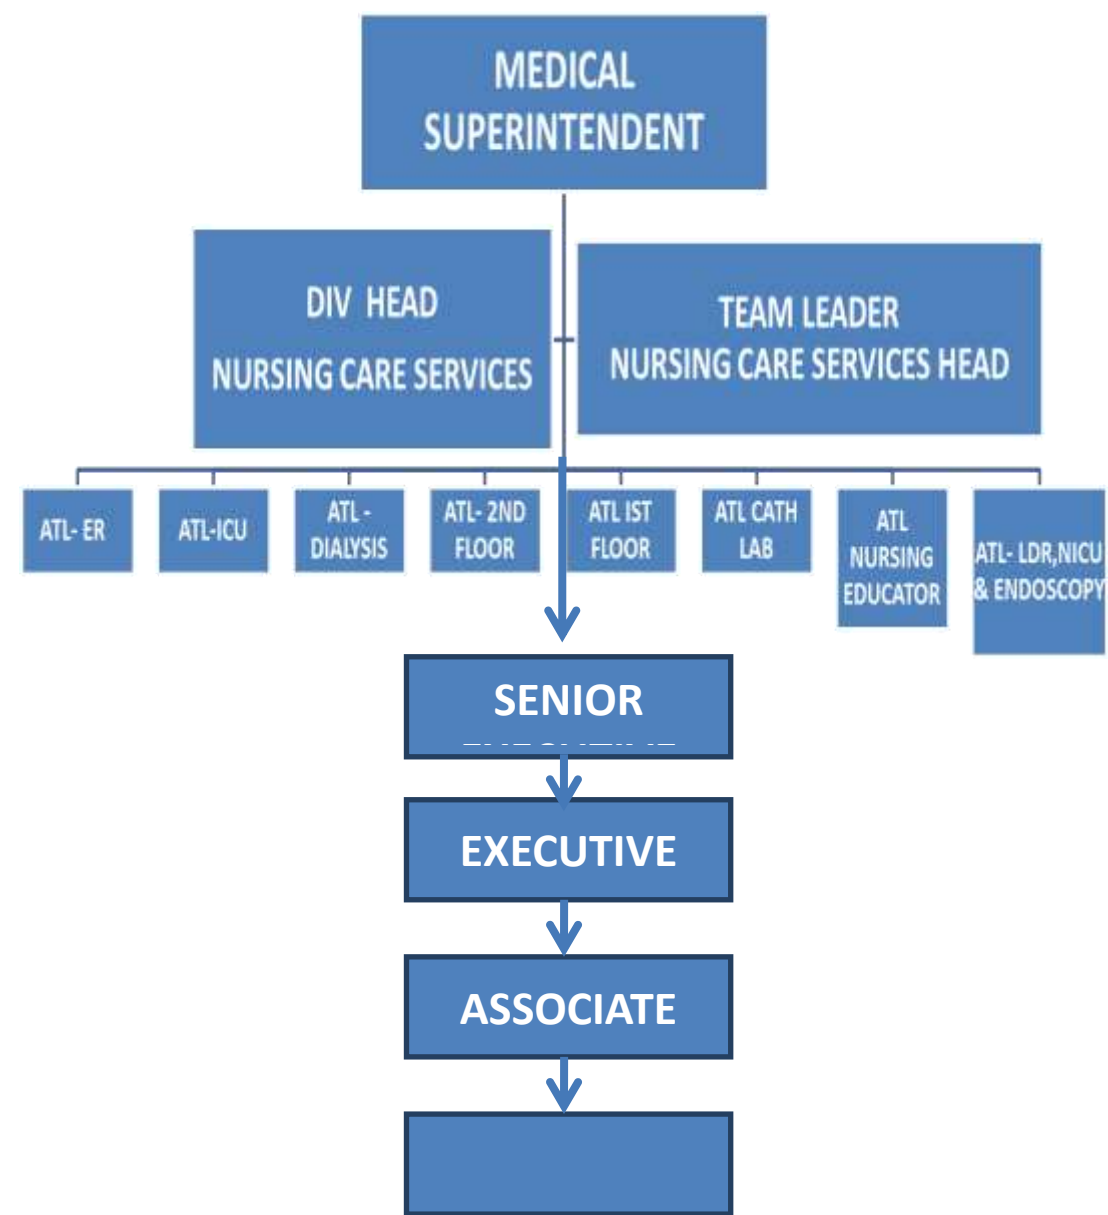 MEDICAL
SUPERINTENDENT
DIV HEAD
NURSING CARE SERVICES
TEAM LEADER
NURSING CARE SERVICES HEAD
ATL- ER
ATL-ICU
ATL -
DIALYSIS
ATL- 2ND
FLOOR
ATL IST
FLOOR
ATL CATH
LAB
ATL
NURSING
EDUCATOR
ATL- LDR,NICU
& ENDOSCOPY
SENIOR
EXECUTIVE
ASSOCIATE